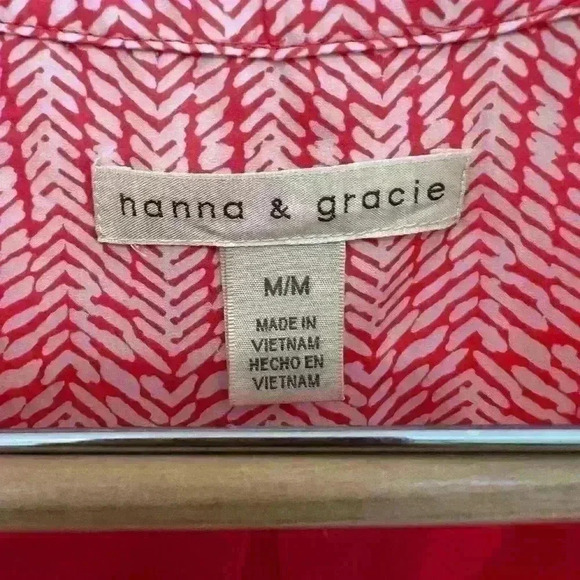 hanna & gracie
M/M
MADE IN
VIETNAM
HECHO EN
VIETNAM